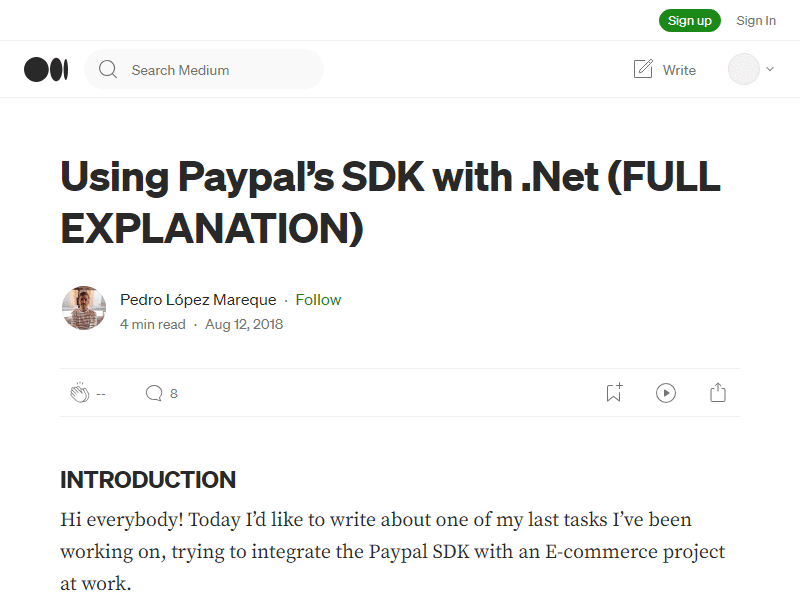 Sign up Sign In
Search Medium Write
Using Paypal’s SDK with .Net (FULL
EXPLANATION)
Pedro López Mareque · Follow
4 min read · Aug 12, 2018
-- 8
INTRODUCTION
Hi everybody! Today I’d like to write about one of my last tasks I’ve been
working on, trying to integrate the Paypal SDK with an E-commerce project
at work.